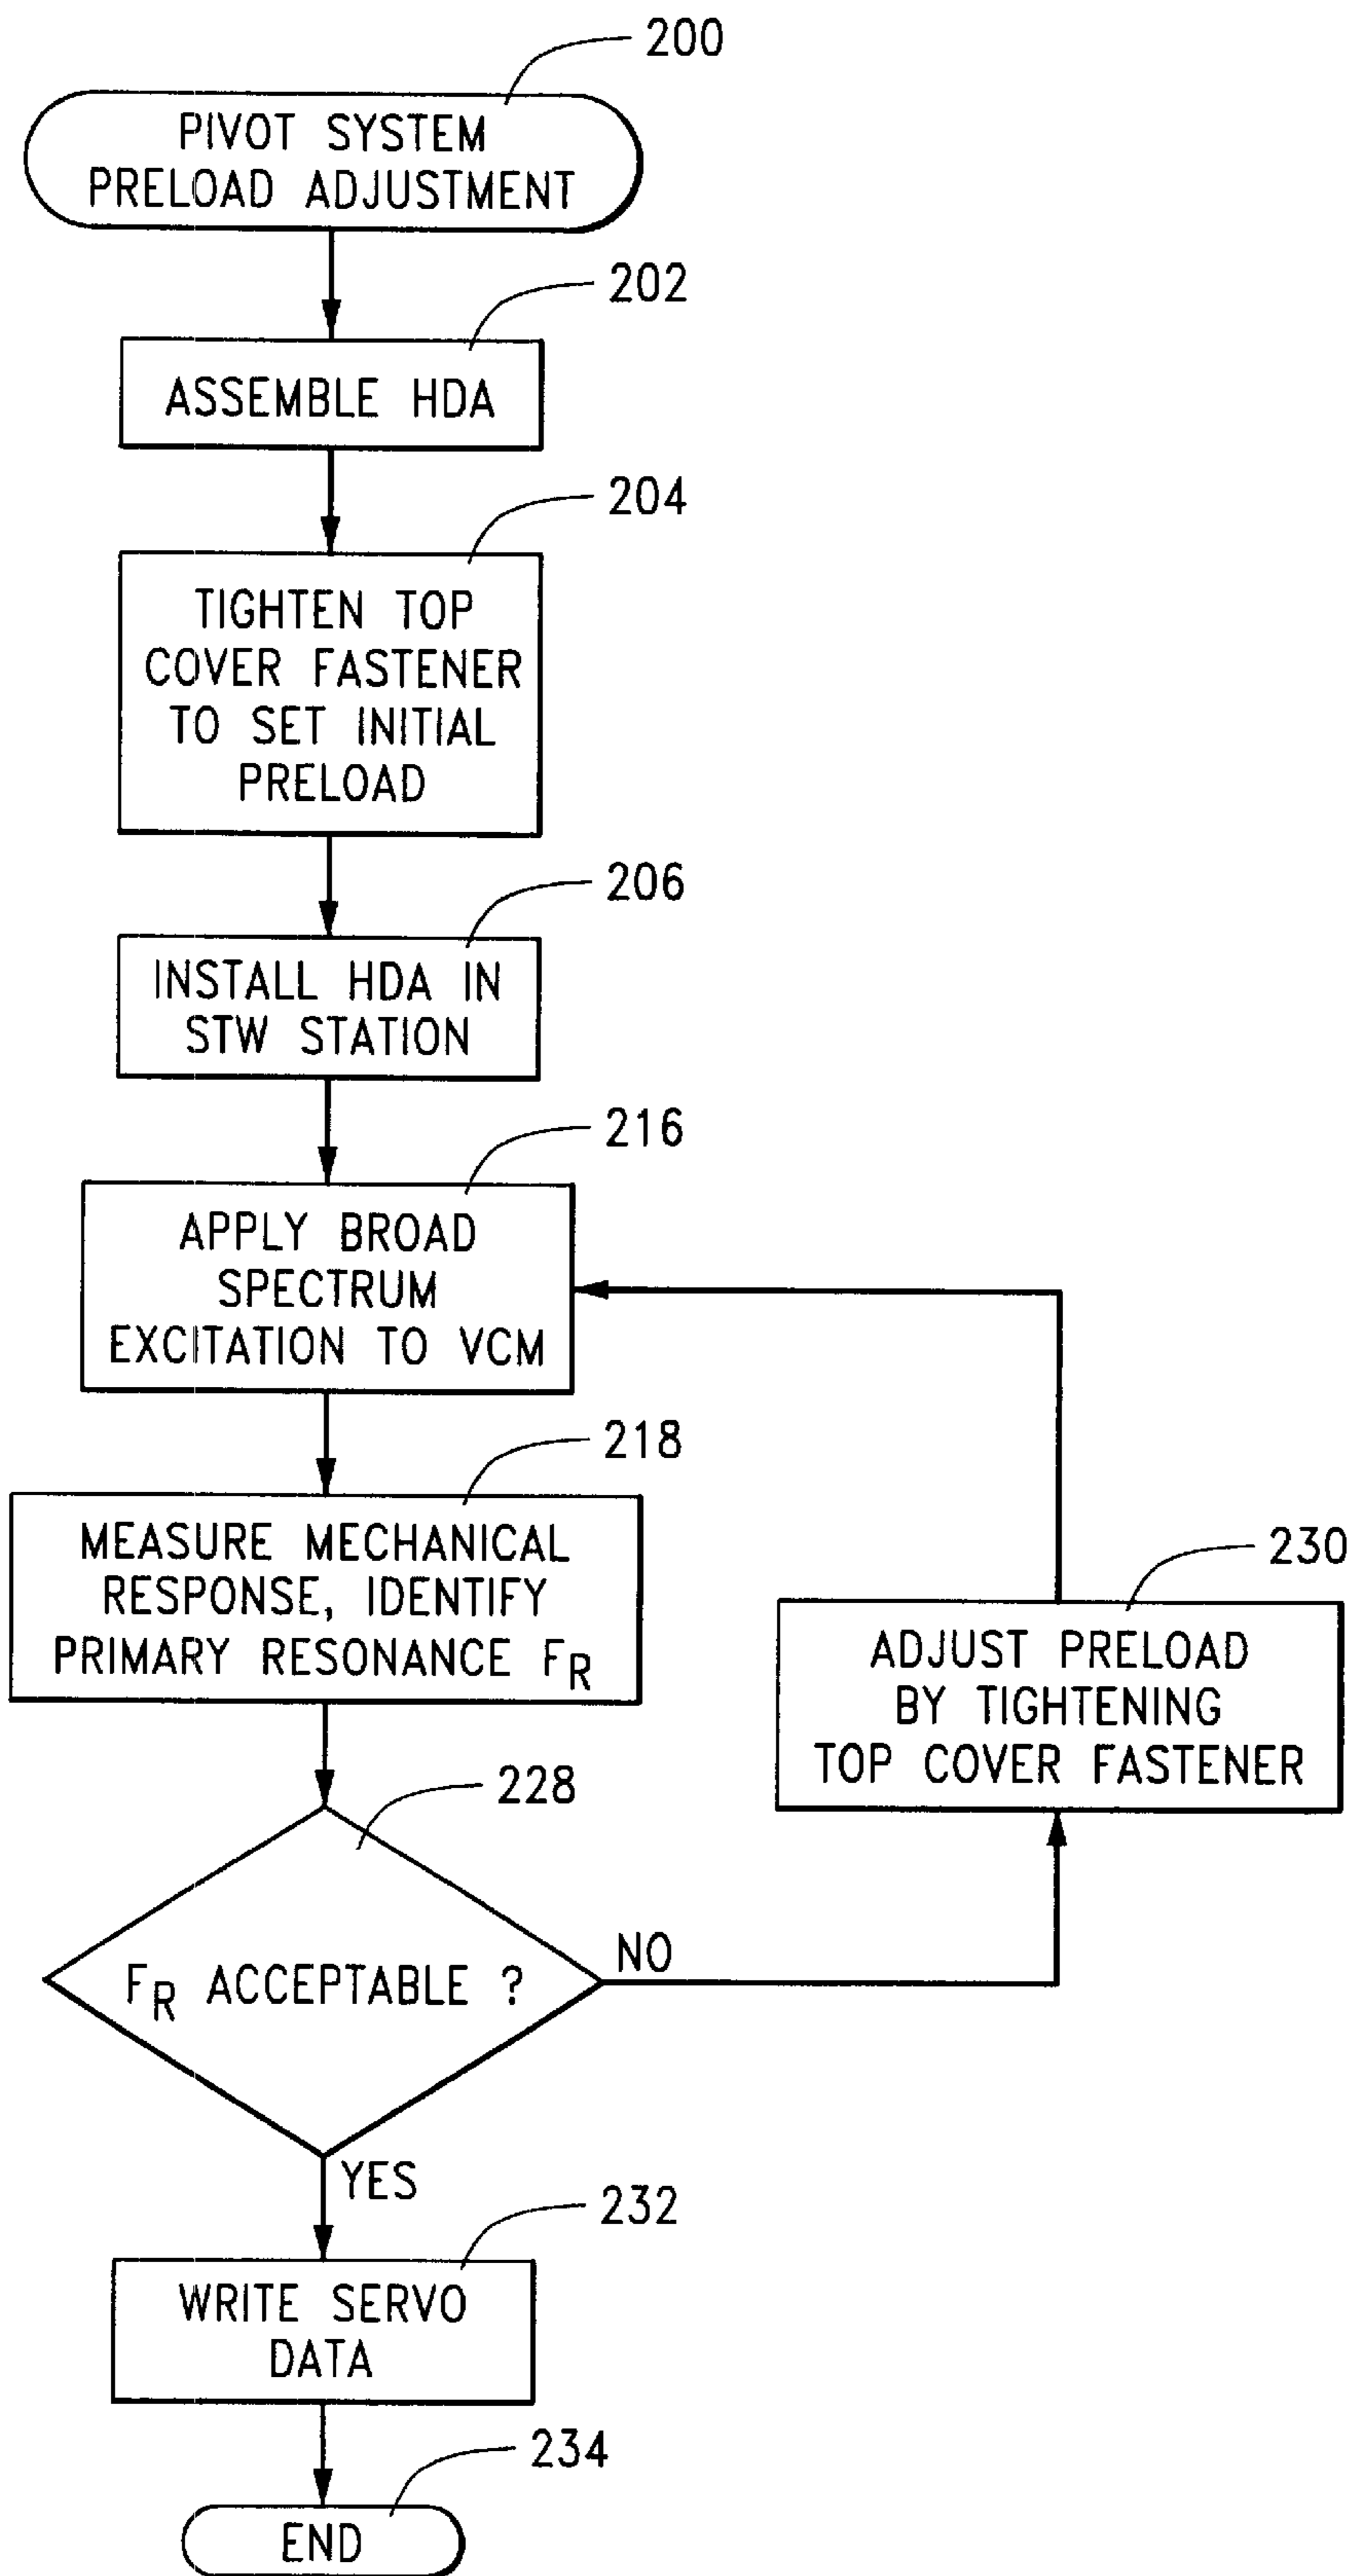 200
PIVOT SYSTEM
PRELOAD ADJUSTMENT
202
ASSEMBLE HDA
204
TIGHTEN TOP
COVER FASTENER
TO SET INITIAL
PRELOAD
206
INSTALL HDA IN
STW STATION
216
APPLY BROAD
SPECTRUM
EXCITATION TO VCM
218
MEASURE MECHANICAL
RESPONSE, IDENTIFY
PRIMARY RESONANCE FR
230
ADJUST PRELOAD
BY TIGHTENING
TOP COVER FASTENER
228
FR ACCEPTABLE ?
NO
YES
232
WRITE SERVO
DATA
234
END